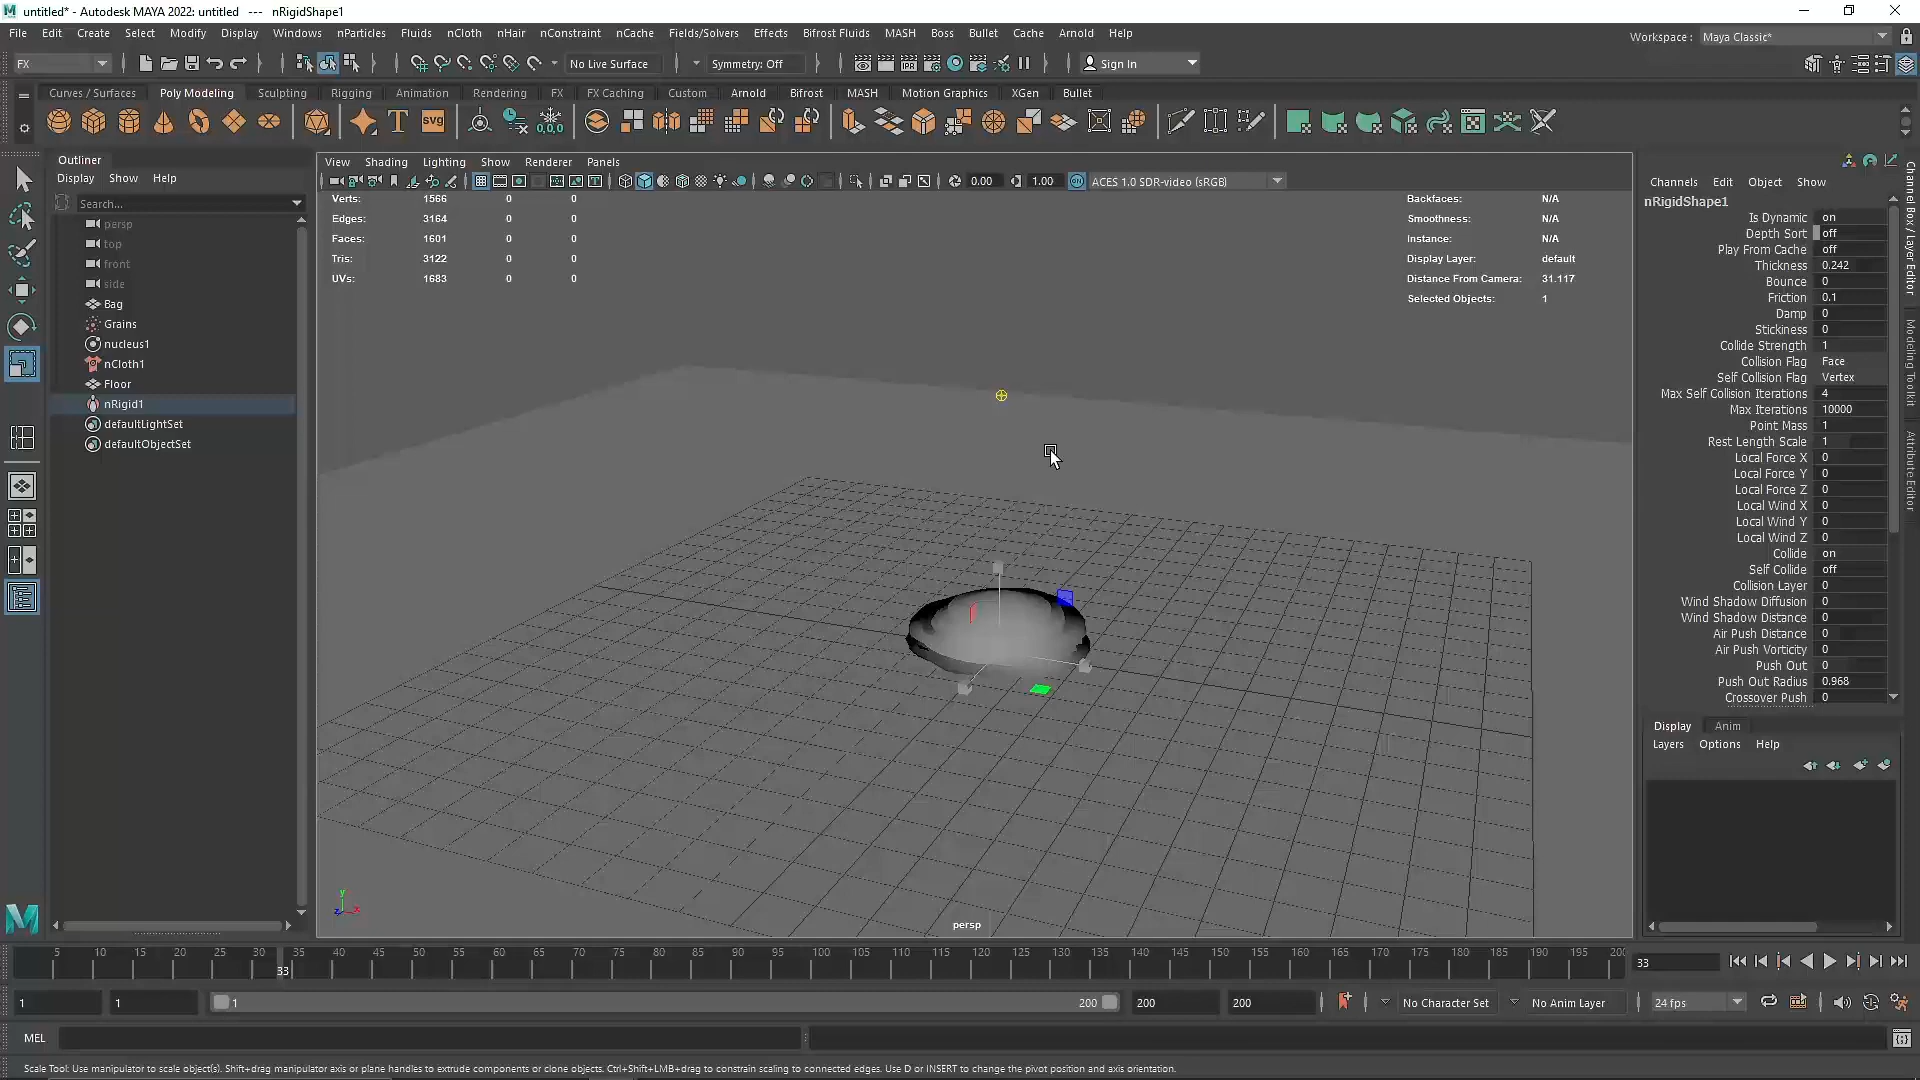 untitled* - Autodesk MAYA 2022: untitled --- nRigidShape1
File Edit Create Select Modify Display Windows nParticles Fluids nCloth nHair nConstraint nCache Fields/Solvers Effects Bifrost Fluids MASH Boss Bullet Cache Arnold Help
Workspace : Maya Classic*
FX No Live Surface Symmetry: Off Sign In
Curves / Surfaces Poly Modeling Sculpting Rigging Animation Rendering FX FX Caching Custom Arnold Bifrost MASH Motion Graphics XGen Bullet
T svg 0,0,0
Outliner
Display Show Help
Search...
persp
top
front
side
Bag
Grains
nucleus1
nCloth1
Floor
nRigid1
defaultLightSet
defaultObjectSet
View Shading Lighting Show Renderer Panels
0.00 1.00 ACES 1.0 SDR-video (sRGB)
Verts: 1566 0 0
Edges: 3164 0 0
Faces: 1601 0 0
Tris: 3122 0 0
UVs: 1683 0 0
Backfaces: N/A
Smoothness: N/A
Instance: N/A
Display Layer: default
Distance From Camera: 31.117
Selected Objects: 1
persp
y
z x
Channels Edit Object Show
nRigidShape1
Is Dynamic on
Depth Sort off
Play From Cache off
Thickness 0.242
Bounce 0
Friction 0.1
Damp 0
Stickiness 0
Collide Strength 1
Collision Flag Face
Self Collision Flag Vertex
Max Self Collision Iterations 4
Max Iterations 10000
Point Mass 1
Rest Length Scale 1
Local Force X 0
Local Force Y 0
Local Force Z 0
Local Wind X 0
Local Wind Y 0
Local Wind Z 0
Collide on
Self Collide off
Collision Layer 0
Wind Shadow Diffusion 0
Wind Shadow Distance 0
Air Push Distance 0
Air Push Vorticity 0
Push Out 0
Push Out Radius 0.968
Crossover Push 0
Channel Box / Layer Editor
Modeling Toolkit
Attribute Editor
Display Anim
Layers Options Help
5 10 15 20 25 30 35 40 45 50 55 60 65 70 75 80 85 90 95 100 105 110 115 120 125 130 135 140 145 150 155 160 165 170 175 180 185 190 195 200
33
33
1 1 1 200 200 200 No Character Set No Anim Layer 24 fps
MEL
Scale Tool: Use manipulator to scale object(s). Shift+drag manipulator axis or plane handles to extrude components or clone objects. Ctrl+Shift+LMB+drag to constrain scaling to connected edges. Use D or INSERT to change the pivot position and axis orientation.